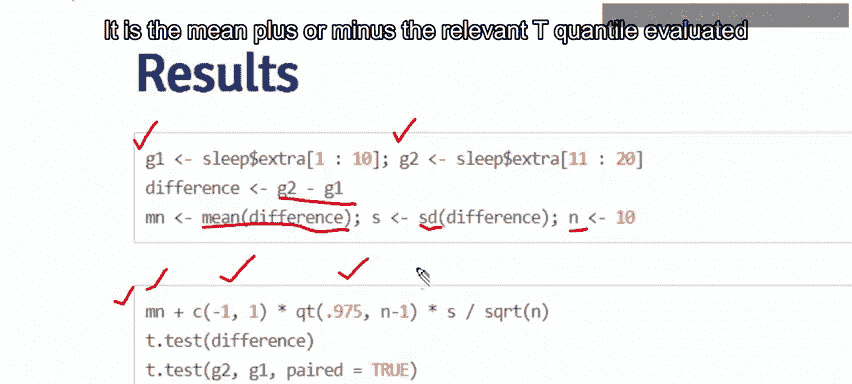 It is the mean plus or minus the relevant T quantile evaluated
Results
g1 <- sleep$extra[1 : 10]; g2 <- sleep$extra[11 : 20]
difference <- g2 - g1
mn <- mean(difference); s <- sd(difference); n <- 10
mn + c(-1, 1) * qt(.975, n-1) * s / sqrt(n)
t.test(difference)
t.test(g2, g1, paired = TRUE)